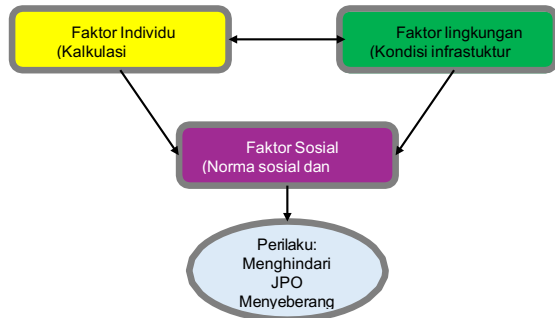 Faktor Individu
(Kalkulasi
Faktor lingkungan
(Kondisi infrastuktur
Faktor Sosial
(Norma sosial dan
Perilaku:
Menghindari
JPO
Menyeberang